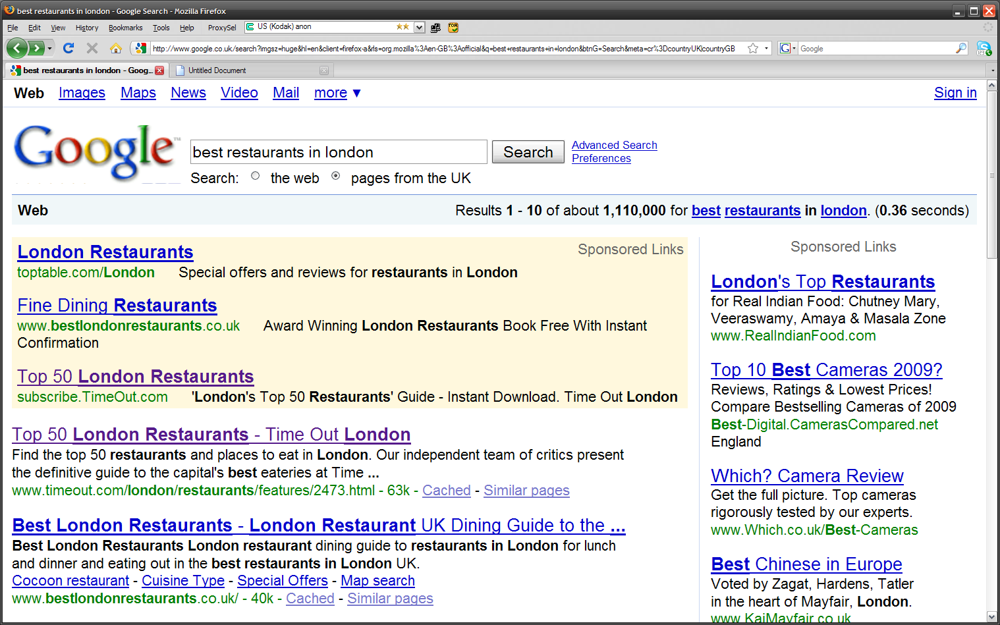 best restaurants in london - Google Search - Mozilla Firefox
File Edit View History Bookmarks Tools Help ProxySel US (Kodak) anon
http://www.google.co.uk/search?imgsz=huge&hl=en&client=firefox-a&rls=org.mozilla%3Aen-GB%3Aofficial&q=best+restaurants+in+london&btnG=Search&meta=cr%3DcountryUK|countryGB Google
best restaurants in london - Goog... Untitled Document
Web Images Maps News Video Mail more ▼ Sign in
Google™ best restaurants in london Search Advanced Search
Preferences
Search: the web pages from the UK
Web Results 1 - 10 of about 1,110,000 for best restaurants in london. (0.36 seconds)
London Restaurants Sponsored Links
toptable.com/London Special offers and reviews for restaurants in London
Fine Dining Restaurants
www.bestlondonrestaurants.co.uk Award Winning London Restaurants Book Free With Instant
Confirmation
Top 50 London Restaurants
subscribe.TimeOut.com 'London's Top 50 Restaurants' Guide - Instant Download. Time Out London
Top 50 London Restaurants - Time Out London
Find the top 50 restaurants and places to eat in London. Our independent team of critics present
the definitive guide to the capital's best eateries at Time ...
www.timeout.com/london/restaurants/features/2473.html - 63k - Cached - Similar pages
Best London Restaurants - London Restaurant UK Dining Guide to the ...
Best London Restaurants London restaurant dining guide to restaurants in London for lunch
and dinner and eating out in the best restaurants in London UK.
Cocoon restaurant - Cuisine Type - Special Offers - Map search
www.bestlondonrestaurants.co.uk/ - 40k - Cached - Similar pages
Sponsored Links
London's Top Restaurants
for Real Indian Food: Chutney Mary,
Veeraswamy, Amaya & Masala Zone
www.RealIndianFood.com
Top 10 Best Cameras 2009?
Reviews, Ratings & Lowest Prices!
Compare Bestselling Cameras of 2009
Best-Digital.CamerasCompared.net
England
Which? Camera Review
Get the full picture. Top cameras
rigorously tested by our experts.
www.Which.co.uk/Best-Cameras
Best Chinese in Europe
Voted by Zagat, Hardens, Tatler
in the heart of Mayfair, London.
www.KaiMayfair.co.uk